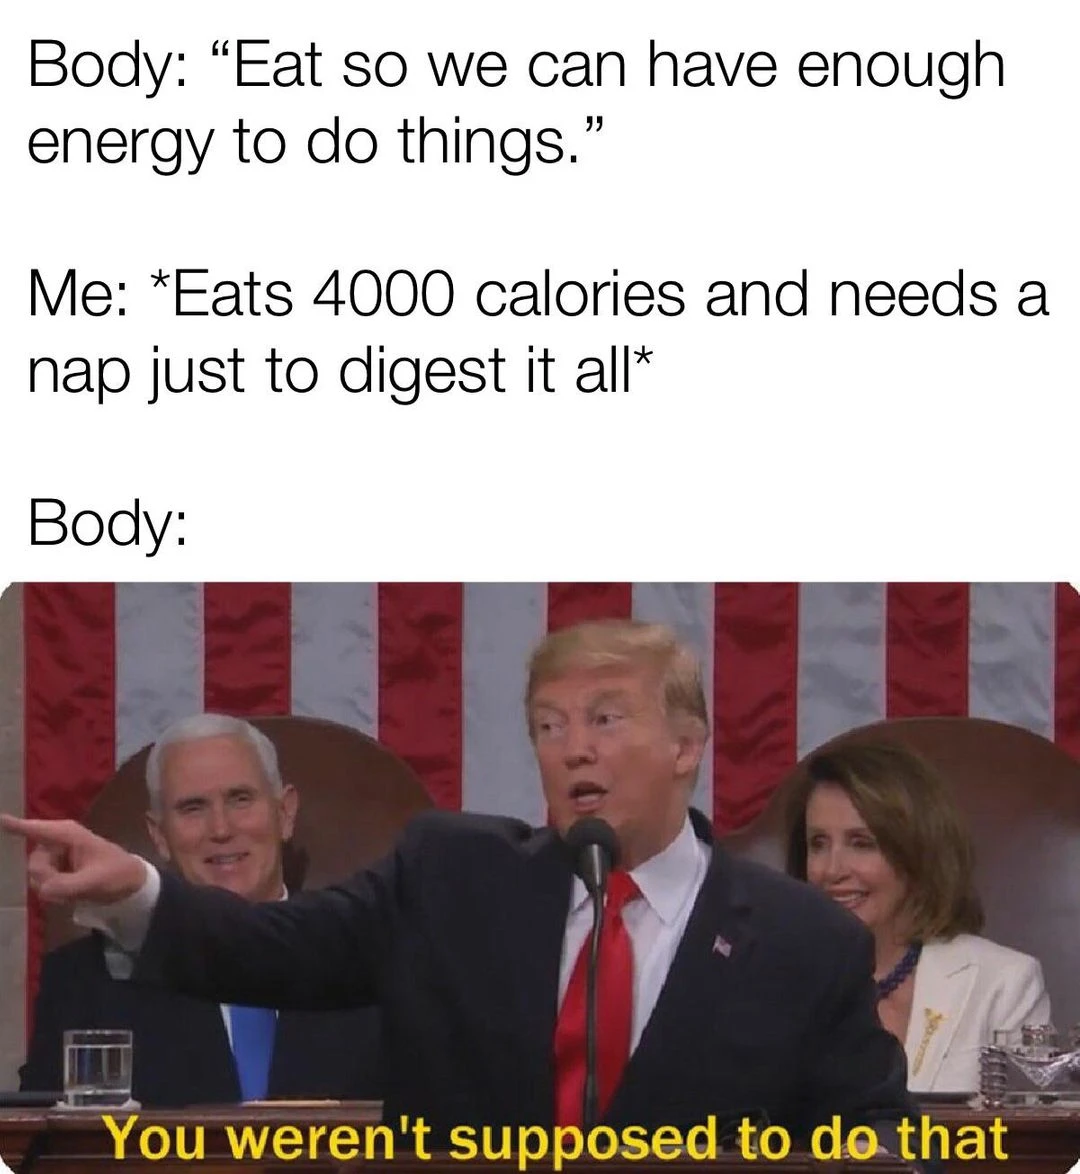 Body: “Eat so we can have enough
energy to do things.”
Me: *Eats 4000 calories and needs a
nap just to digest it all*
Body:
You weren't supposed to do that